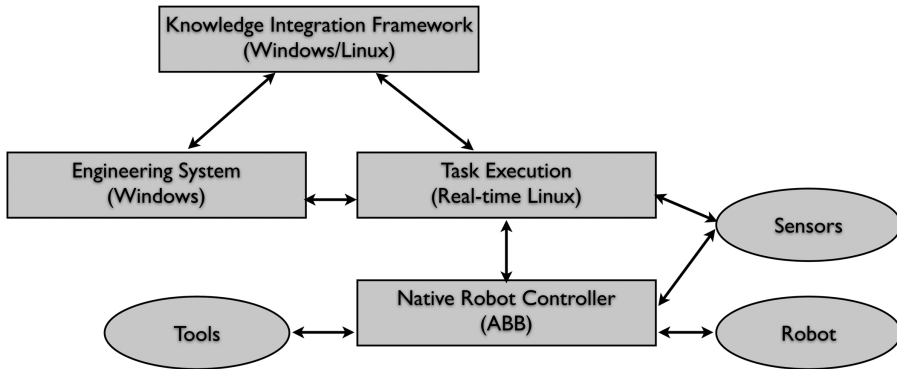 Knowledge Integration Framework
(Windows/Linux)
Engineering System
(Windows)
Task Execution
(Real-time Linux)
Sensors
Native Robot Controller
(ABB)
Tools
Robot